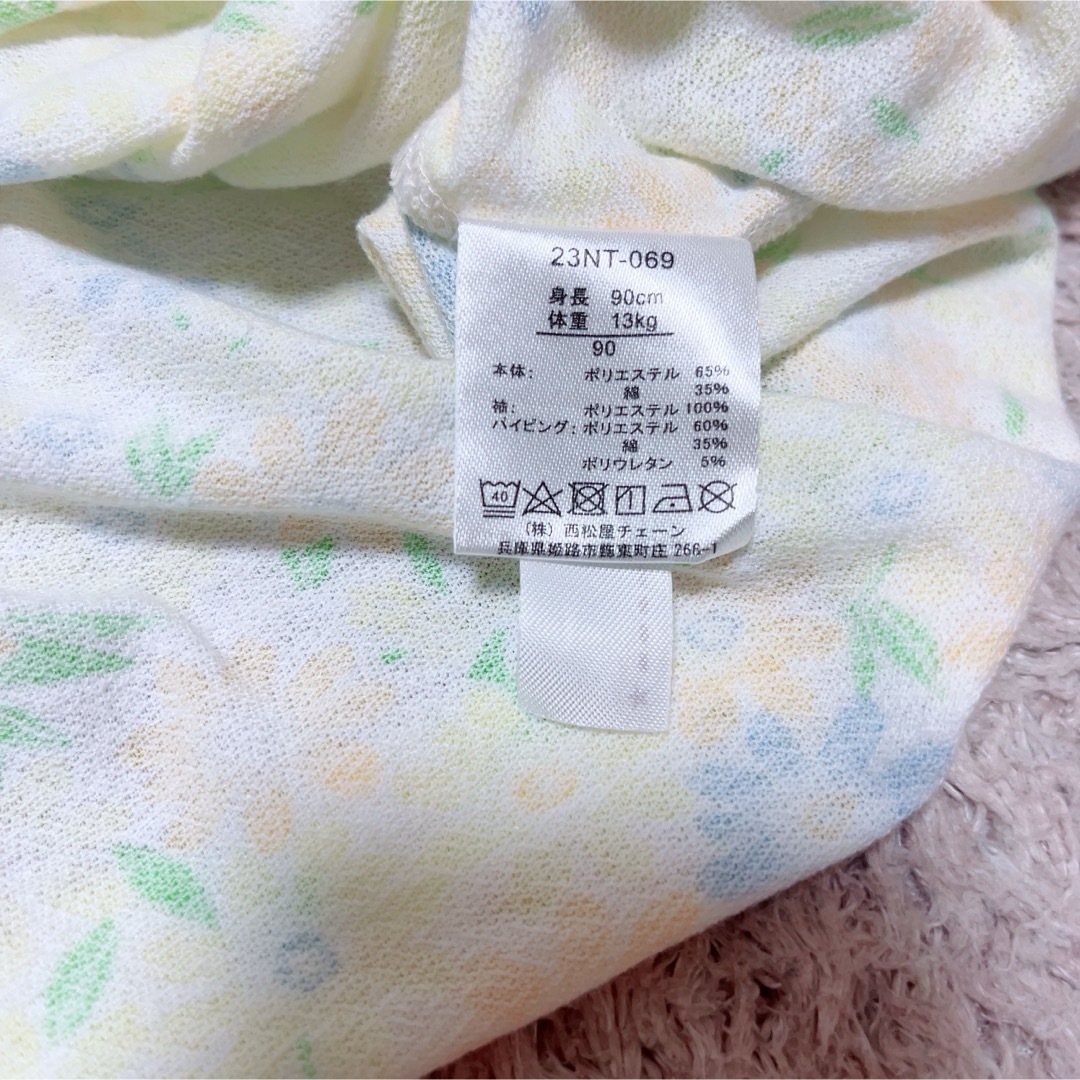 23NT-069
身長 90cm
体重 13kg
90
本体: ポリエステル 65%
綿 35%
袖: ポリエステル 100%
パイピング: ポリエステル 60%
綿 35%
ポリウレタン 5%
40
(株) 西松屋チェーン
兵庫県姫路市飾東町庄 266-1